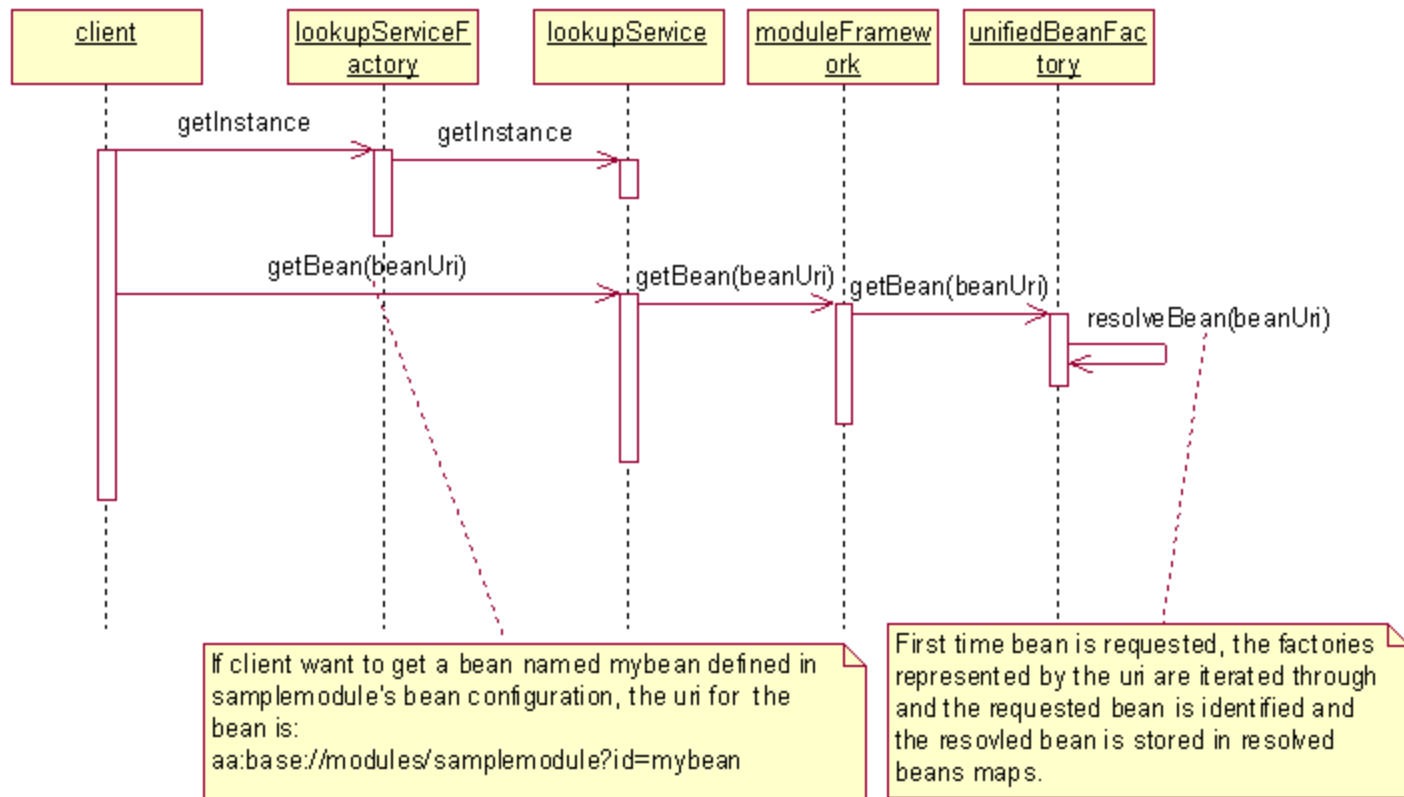 client
lookupServiceF
actory
lookupService
moduleFramew
ork
unifiedBeanFac
tory
getInstance
getInstance
getBean(beanUri)
getBean(beanUri)
getBean(beanUri)
resolveBean(beanUri)
If client want to get a bean named mybean defined in
samplemodule's bean configuration, the uri for the
bean is:
aa:base://modules/samplemodule?id=mybean
First time bean is requested, the factories
represented by the uri are iterated through
and the requested bean is identified and
the resovled bean is stored in resolved
beans maps.